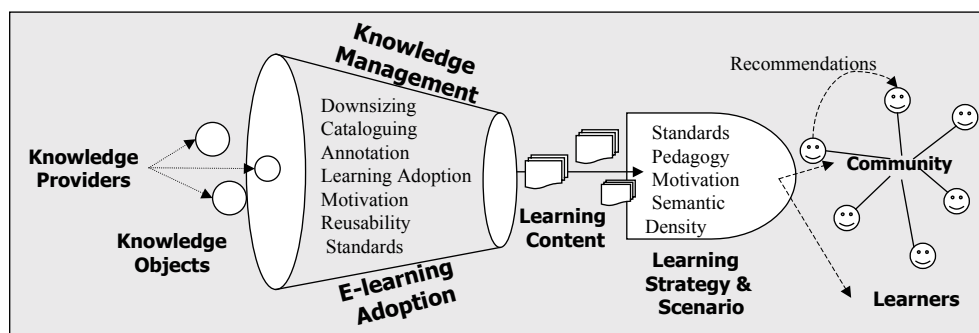 Knowledge
Providers
Knowledge
Objects
Knowledge
Management
Downsizing
Cataloguing
Annotation
Learning Adoption
Motivation
Reusability
Standards
E-learning
Adoption
Learning
Content
Standards
Pedagogy
Motivation
Semantic
Density
Learning
Strategy &
Scenario
Recommendations
Community
Learners